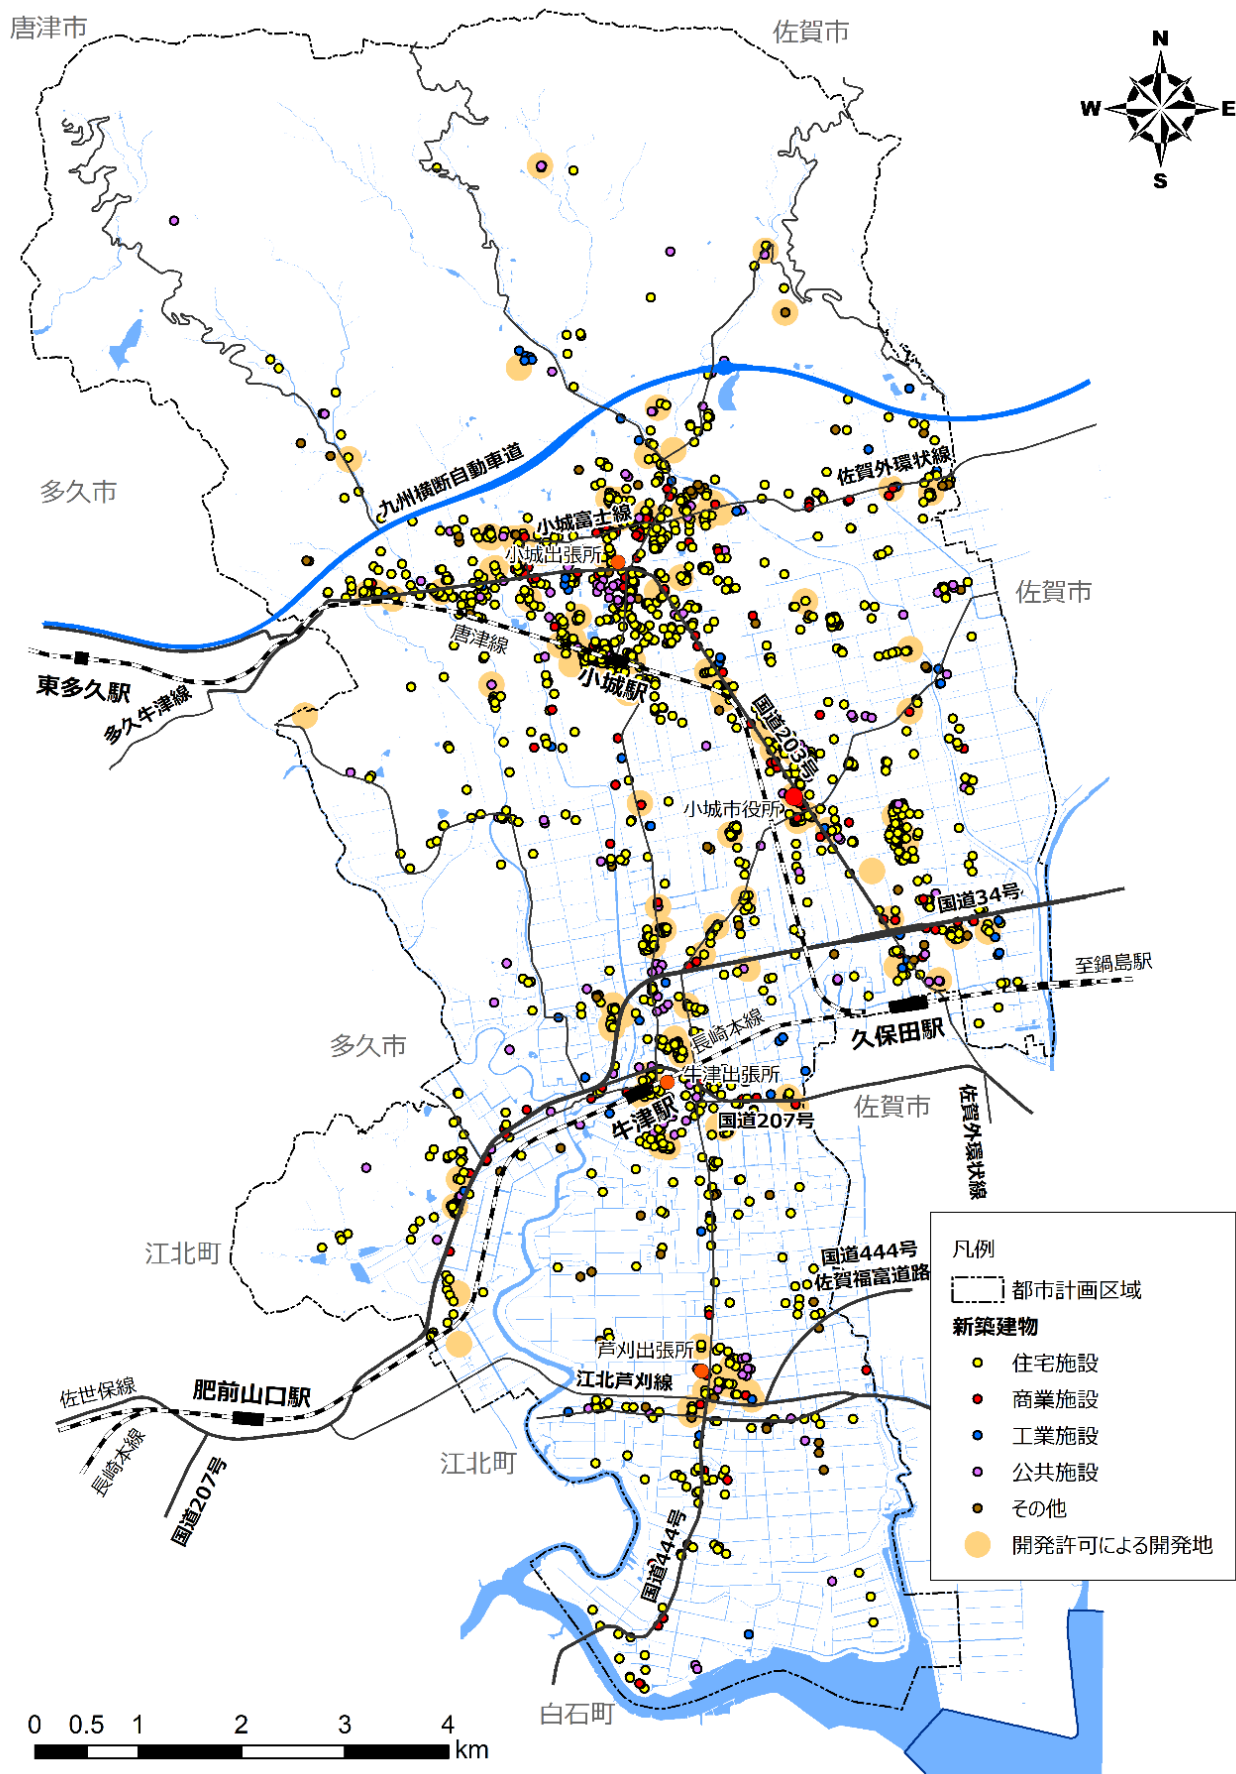 唐津市
佐賀市
N
W E
S
多久市
九州横断自動車道
佐賀外環状線
小城富士線
小城出張所
佐賀市
唐津線
東多久駅
小城駅
多久牛津線
国道203号
小城市役所
国道34号
至鍋島駅
久保田駅
長崎本線
多久市
牛津出張所
牛津駅
国道207号
佐賀市
佐賀外環状線
江北町
国道444号
佐賀福富道路
芦刈出張所
江北芦刈線
佐世保線
肥前山口駅
長崎本線
国道207号
江北町
国道444号
白石町
凡例
都市計画区域
新築建物
住宅施設
商業施設
工業施設
公共施設
その他
開発許可による開発地
0 0.5 1 2 3 4
km